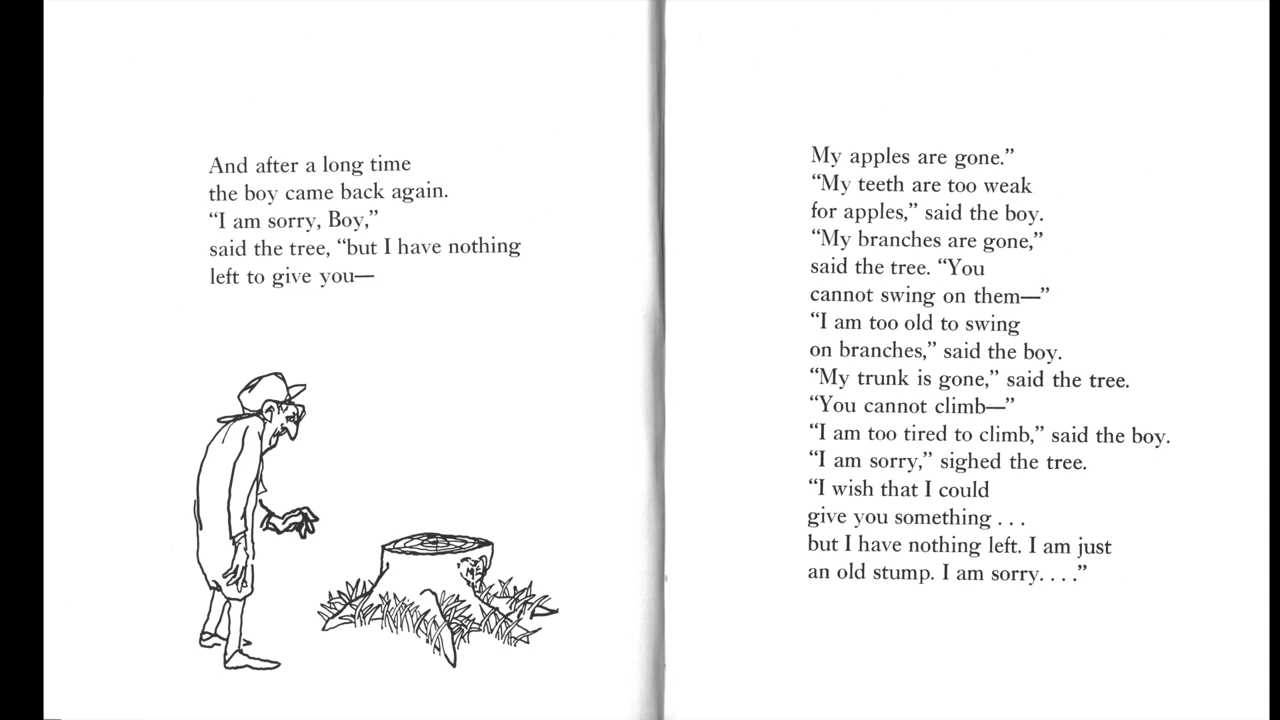 And after a long time
the boy came back again.
“I am sorry, Boy,”
said the tree, “but I have nothing
left to give you—
My apples are gone.”
“My teeth are too weak
for apples,” said the boy.
“My branches are gone,”
said the tree. “You
cannot swing on them—”
“I am too old to swing
on branches,” said the boy.
“My trunk is gone,” said the tree.
“You cannot climb—”
“I am too tired to climb,” said the boy.
“I am sorry,” sighed the tree.
“I wish that I could
give you something . . .
but I have nothing left. I am just
an old stump. I am sorry. . . .”